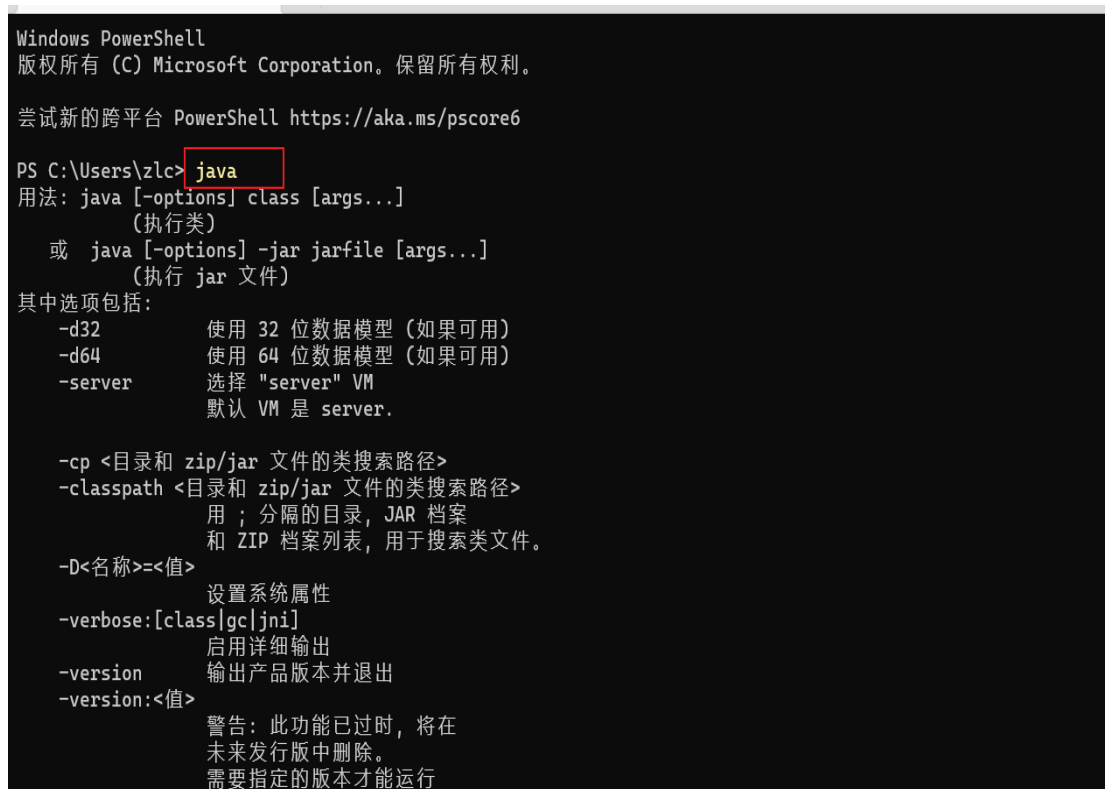 Windows PowerShell
版权所有 (C) Microsoft Corporation。保留所有权利。
尝试新的跨平台 PowerShell https://aka.ms/pscore6
PS C:\Users\zlc> java
用法: java [-options] class [args...]
(执行类)
或 java [-options] -jar jarfile [args...]
(执行 jar 文件)
其中选项包括:
-d32 使用 32 位数据模型 (如果可用)
-d64 使用 64 位数据模型 (如果可用)
-server 选择 "server" VM
默认 VM 是 server.
-cp <目录和 zip/jar 文件的类搜索路径>
-classpath <目录和 zip/jar 文件的类搜索路径>
用 ; 分隔的目录, JAR 档案
和 ZIP 档案列表, 用于搜索类文件。
-D<名称>=<值>
设置系统属性
-verbose:[class|gc|jni]
启用详细输出
-version 输出产品版本并退出
-version:<值>
警告: 此功能已过时, 将在
未来发行版中删除。
需要指定的版本才能运行